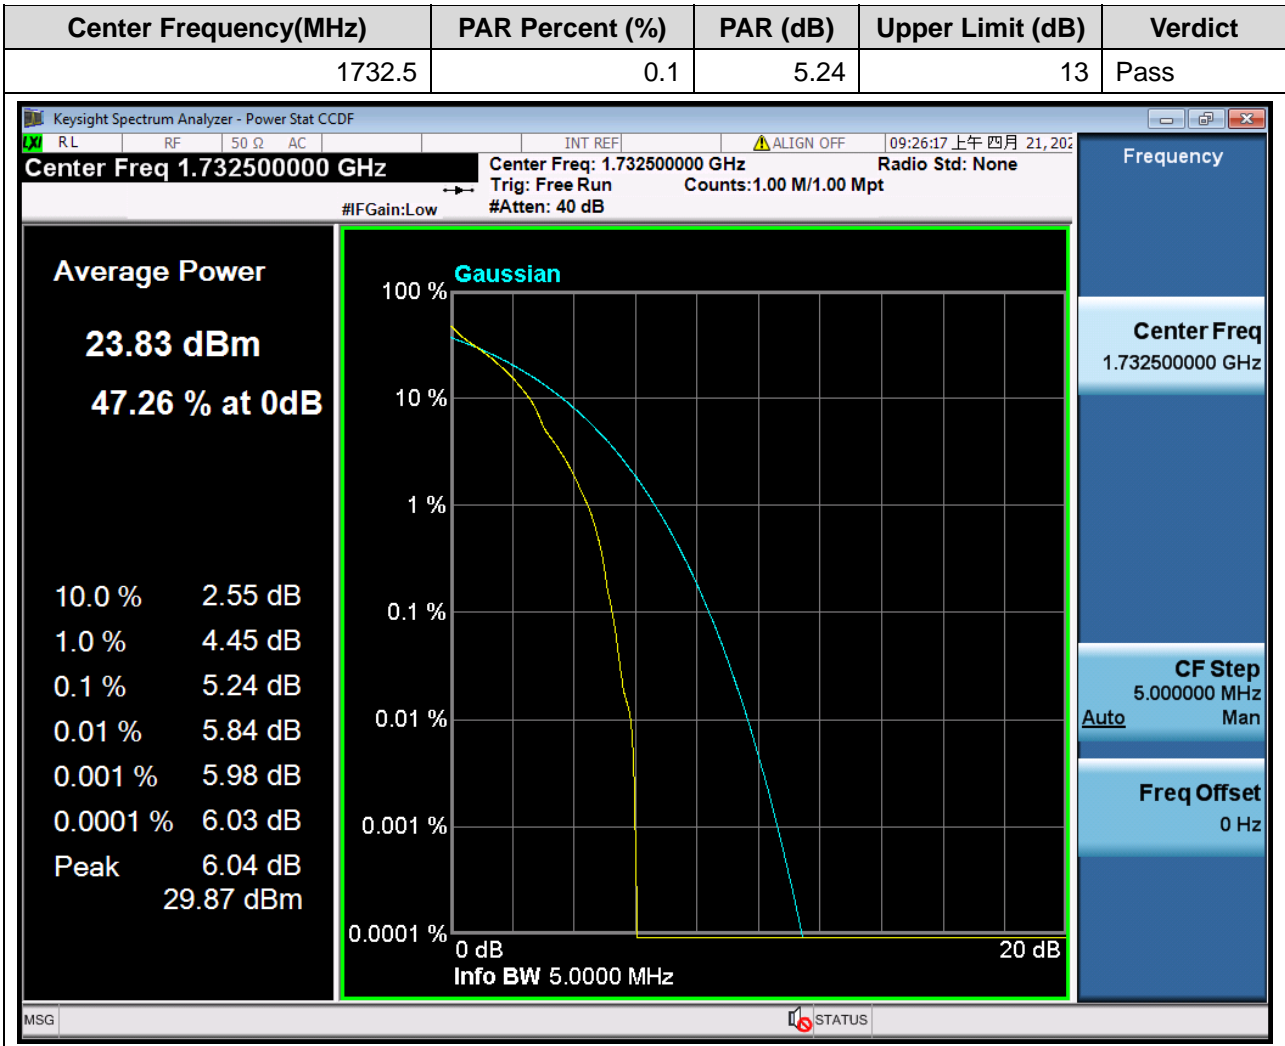 Center Frequency(MHz) PAR Percent (%) PAR (dB) Upper Limit (dB) Verdict
1732.5 0.1 5.24 13 Pass
Keysight Spectrum Analyzer - Power Stat CCDF
LXI RL RF 50 Ω AC INT REF ALIGN OFF 09:26:17 上午 四月 21, 202
Center Freq 1.732500000 GHz
#IFGain:Low
Center Freq: 1.732500000 GHz Radio Std: None
Trig: Free Run Counts:1.00 M/1.00 Mpt
#Atten: 40 dB
Average Power
23.83 dBm
47.26 % at 0dB
10.0 % 2.55 dB
1.0 % 4.45 dB
0.1 % 5.24 dB
0.01 % 5.84 dB
0.001 % 5.98 dB
0.0001 % 6.03 dB
Peak 6.04 dB
29.87 dBm
Gaussian
100 %
10 %
1 %
0.1 %
0.01 %
0.001 %
0.0001 %
0 dB 20 dB
Info BW 5.0000 MHz
Frequency
Center Freq
1.732500000 GHz
CF Step
5.000000 MHz
Auto Man
Freq Offset
0 Hz
MSG STATUS